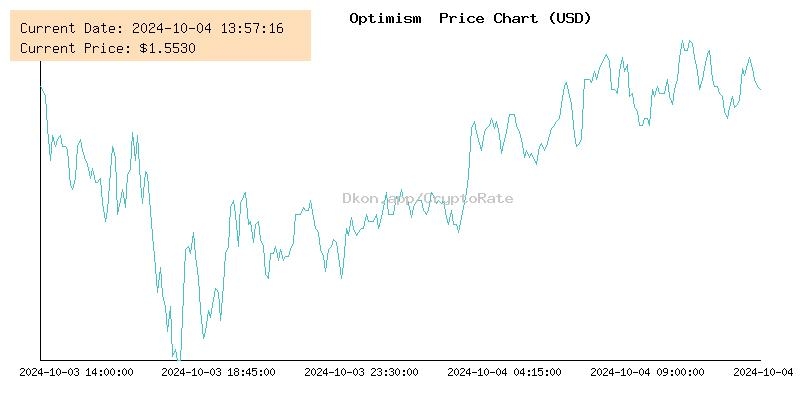 Optimism  Price Chart (USD)
Current Date: 2024-10-04 13:57:16
Current Price: $1.5530
Dkon.app/CryptoRate
2024-10-03 14:00:00 2024-10-03 18:45:00 2024-10-03 23:30:00 2024-10-04 04:15:00 2024-10-04 09:00:00 2024-10-04